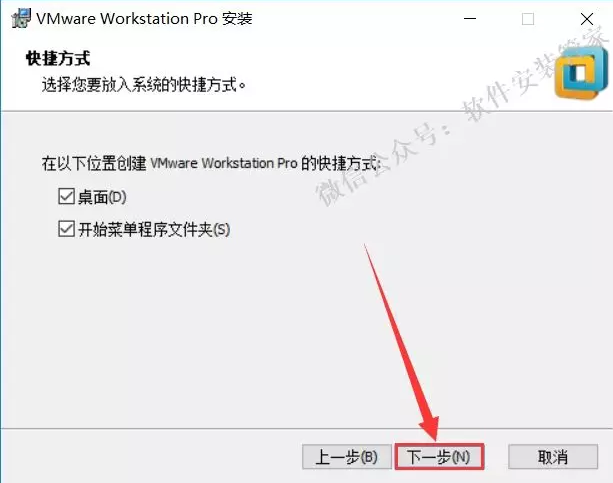 VMware Workstation Pro 安装
快捷方式
选择您要放入系统的快捷方式。
微信公众号：软件安装管家
在以下位置创建 VMware Workstation Pro 的快捷方式:
桌面(D)
开始菜单程序文件夹(S)
上一步(B)
下一步(N)
取消